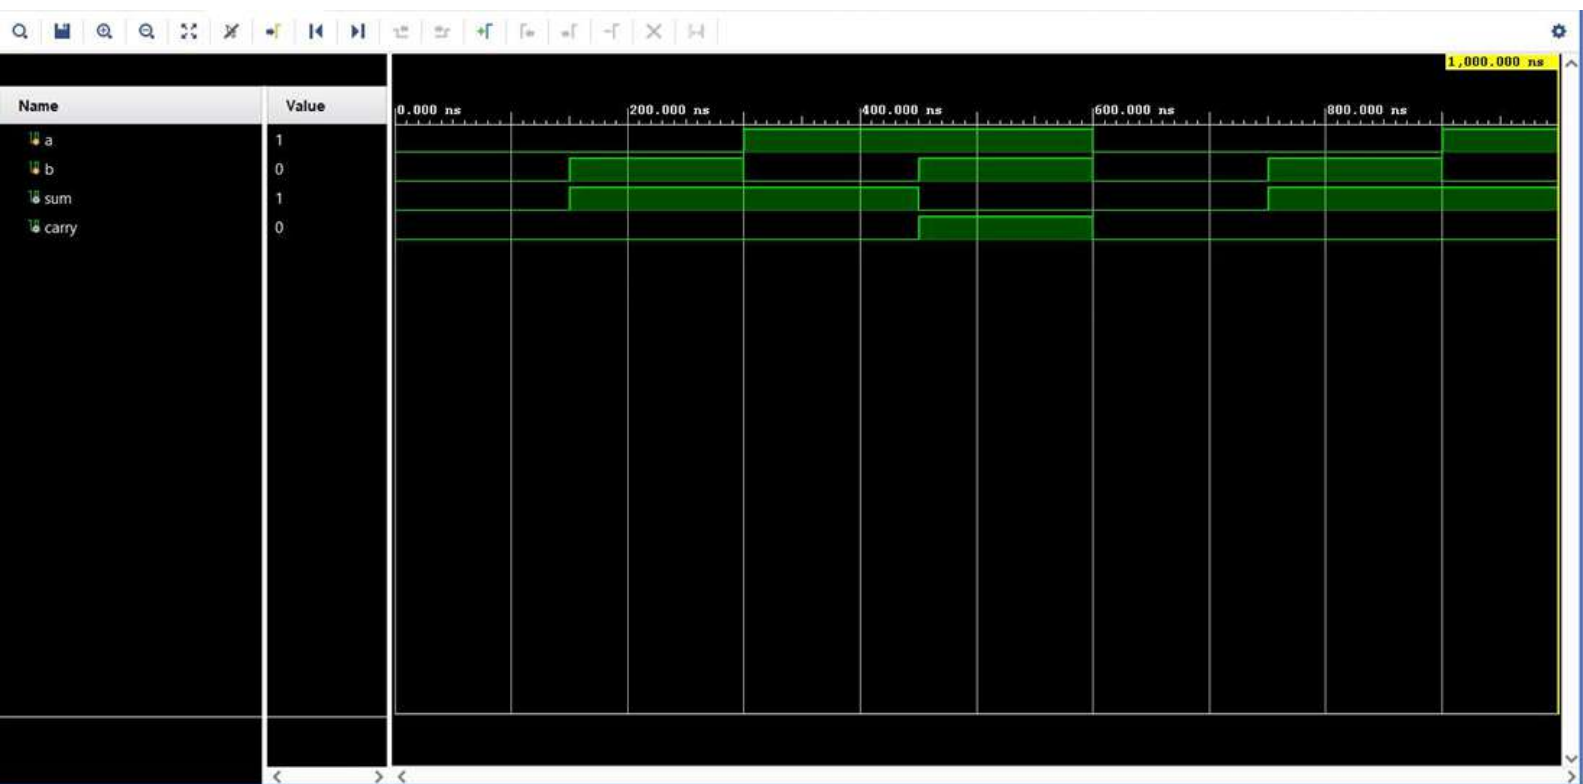 1,000.000 ns
Name Value
0.000 ns 200.000 ns 400.000 ns 600.000 ns 800.000 ns
a 1
b 0
sum 1
carry 0